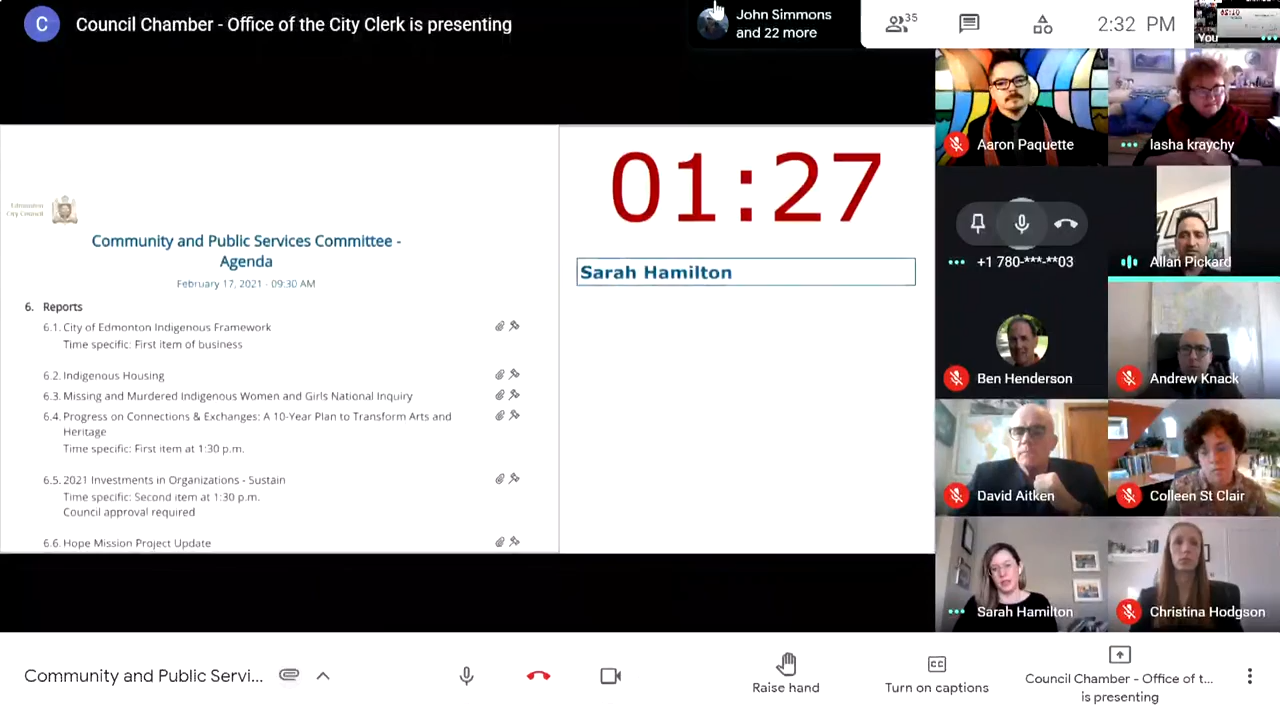 C
Council Chamber - Office of the City Clerk is presenting
John Simmons
and 22 more
35
2:32 PM
You
Edmonton
City Council
Community and Public Services Committee -
Agenda
February 17, 2021 - 09:30 AM
6. Reports
6.1. City of Edmonton Indigenous Framework
Time specific: First item of business
6.2. Indigenous Housing
6.3. Missing and Murdered Indigenous Women and Girls National Inquiry
6.4. Progress on Connections & Exchanges: A 10-Year Plan to Transform Arts and
Heritage
Time specific: First item at 1:30 p.m.
6.5. 2021 Investments in Organizations - Sustain
Time specific: Second item at 1:30 p.m.
Council approval required
6.6. Hope Mission Project Update
01:27
Sarah Hamilton
Aaron Paquette
lasha kraychy
+1 780-***-**03
Allan Pickard
Ben Henderson
Andrew Knack
David Aitken
Colleen St Clair
Sarah Hamilton
Christina Hodgson
Community and Public Servi...
Raise hand
CC
Turn on captions
Council Chamber - Office of t...
is presenting